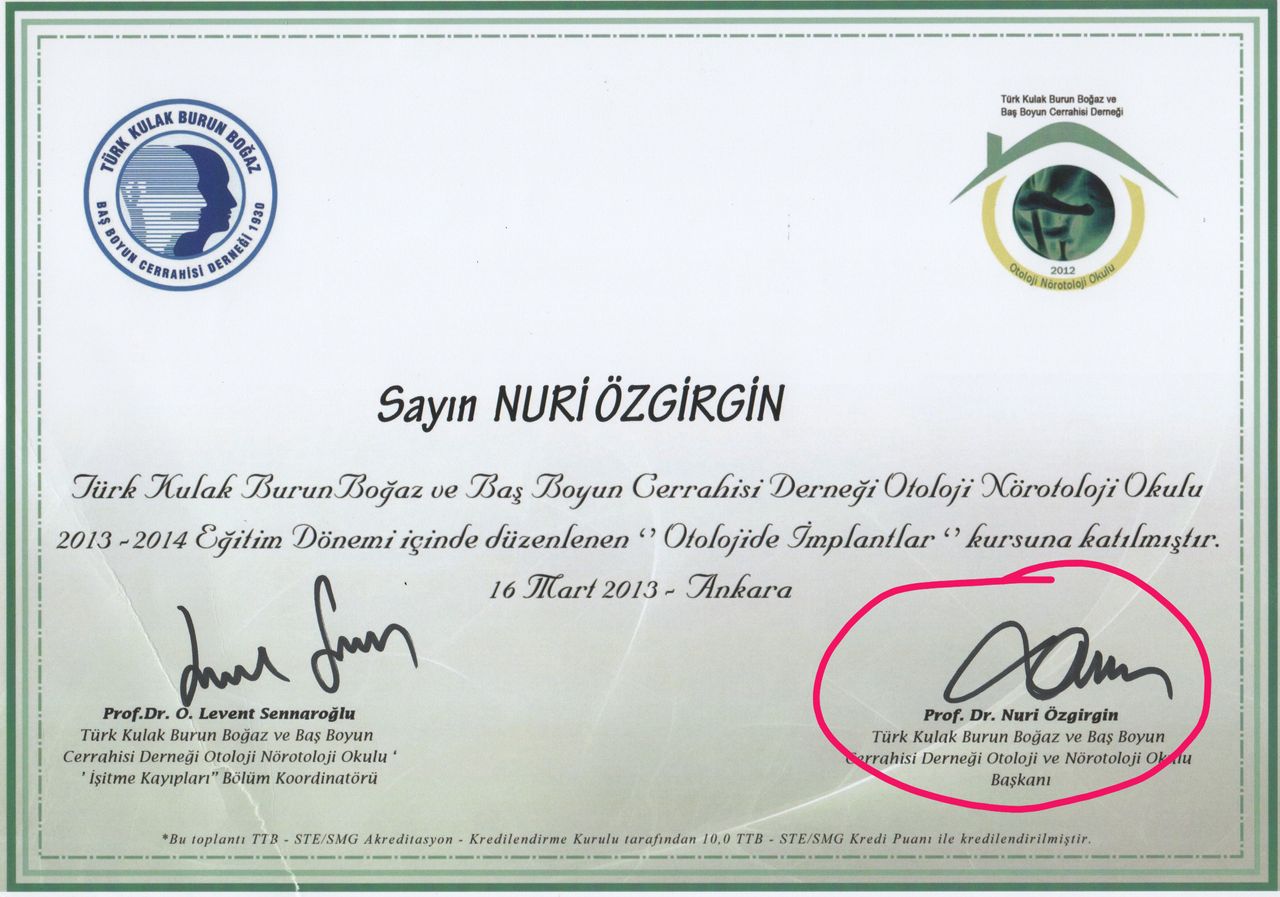 TÜRK KULAK BURUN BOĞAZ
BAŞ BOYUN CERRAHİSİ DERNEĞİ 1930
Türk Kulak Burun Boğaz ve
Baş Boyun Cerrahisi Derneği
2012
Otoloji Nörotoloji Okulu
Sayın NURİ ÖZGİRGİN
Türk Kulak Burun Boğaz ve Baş Boyun Cerrahisi Derneği Otoloji Nörotoloji Okulu
2013 -2014 Eğitim Dönemi içinde düzenlenen ‘’ Otolojide İmplantlar ‘’ kursuna katılmıştır.
16 Mart 2013 - Ankara
Prof.Dr. O. Levent Sennaroğlu
Türk Kulak Burun Boğaz ve Baş Boyun
Cerrahisi Derneği Otoloji Nörotoloji Okulu ‘
’ İşitme Kayıpları” Bölüm Koordinatörü
Prof. Dr. Nuri Özgirgin
Türk Kulak Burun Boğaz ve Baş Boyun
Cerrahisi Derneği Otoloji ve Nörotoloji Okulu
Başkanı
*Bu toplantı TTB - STE/SMG Akreditasyon - Kredilendirme Kurulu tarafından 10,0 TTB - STE/SMG Kredi Puanı ile kredilendirilmiştir.